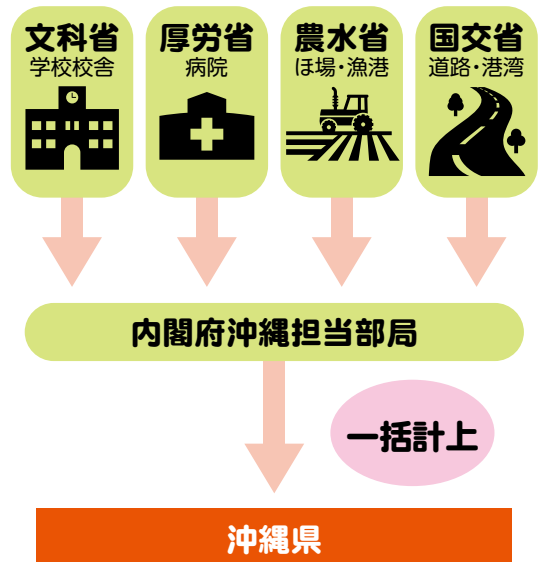 文科省
学校校舎
厚労省
病院
農水省
ほ場・漁港
国交省
道路・港湾
内閣府沖縄担当部局
一括計上
沖縄県